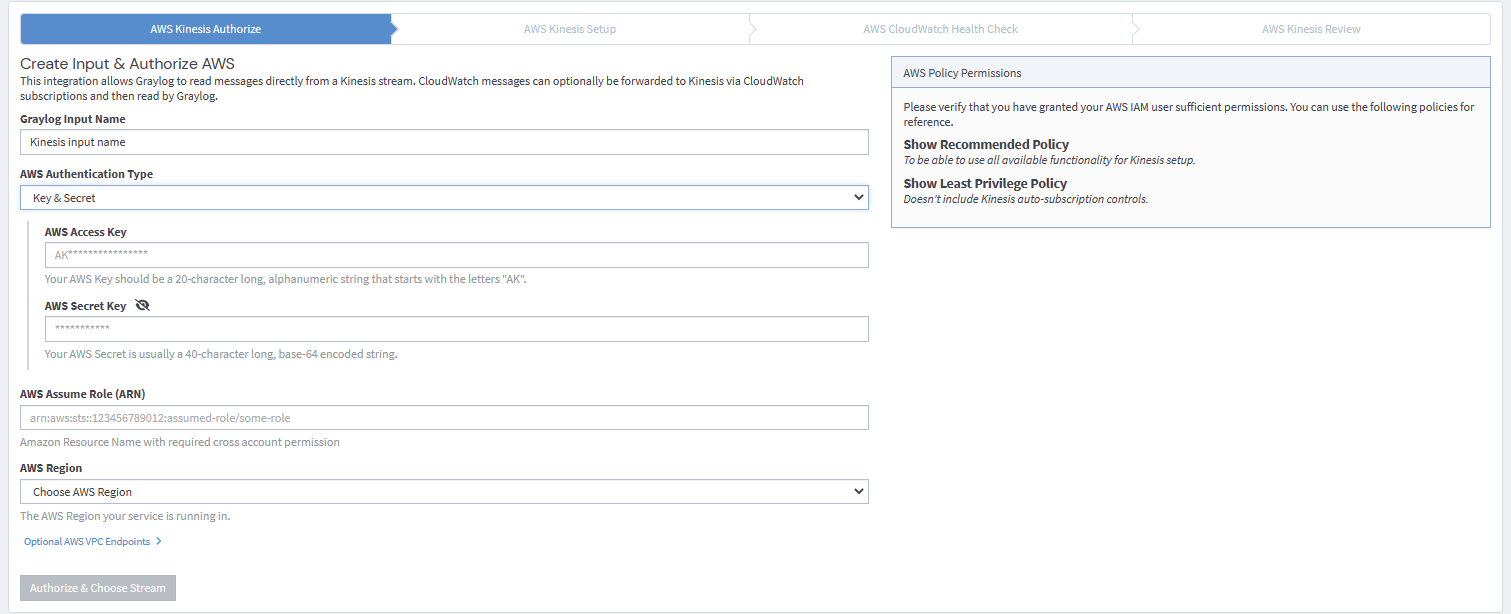 AWS Kinesis Authorize
AWS Kinesis Setup
AWS CloudWatch Health Check
AWS Kinesis Review
Create Input & Authorize AWS
This integration allows Graylog to read messages directly from a Kinesis stream. CloudWatch messages can optionally be forwarded to Kinesis via CloudWatch
subscriptions and then read by Graylog.
Graylog Input Name
Kinesis input name
AWS Authentication Type
Key & Secret
AWS Access Key
AK****************
Your AWS Key should be a 20-character long, alphanumeric string that starts with the letters "AK".
AWS Secret Key
***********
Your AWS Secret is usually a 40-character long, base-64 encoded string.
AWS Assume Role (ARN)
arn:aws:sts::123456789012:assumed-role/some-role
Amazon Resource Name with required cross account permission
AWS Region
Choose AWS Region
The AWS Region your service is running in.
Optional AWS VPC Endpoints
Authorize & Choose Stream
AWS Policy Permissions
Please verify that you have granted your AWS IAM user sufficient permissions. You can use the following policies for
reference.
Show Recommended Policy
To be able to use all available functionality for Kinesis setup.
Show Least Privilege Policy
Doesn't include Kinesis auto-subscription controls.